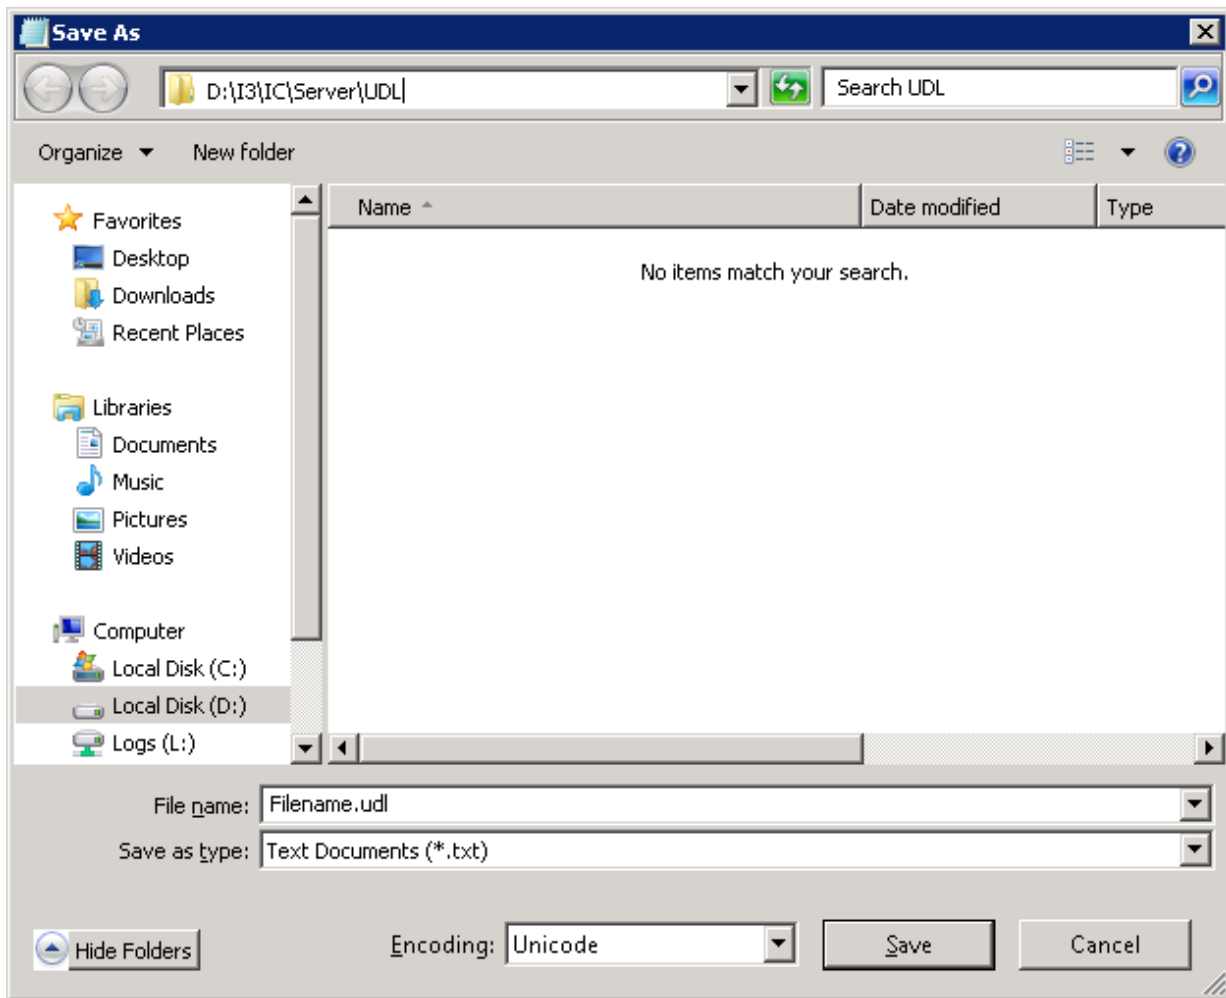 Save As
D:\I3\IC\Server\UDL
Search UDL
Organize
New folder
Name
Date modified
Type
Favorites
Desktop
Downloads
Recent Places
Libraries
Documents
Music
Pictures
Videos
Computer
Local Disk (C:)
Local Disk (D:)
Logs (L:)
No items match your search.
File name: Filename.udl
Save as type: Text Documents (*.txt)
Hide Folders
Encoding: Unicode
Save
Cancel